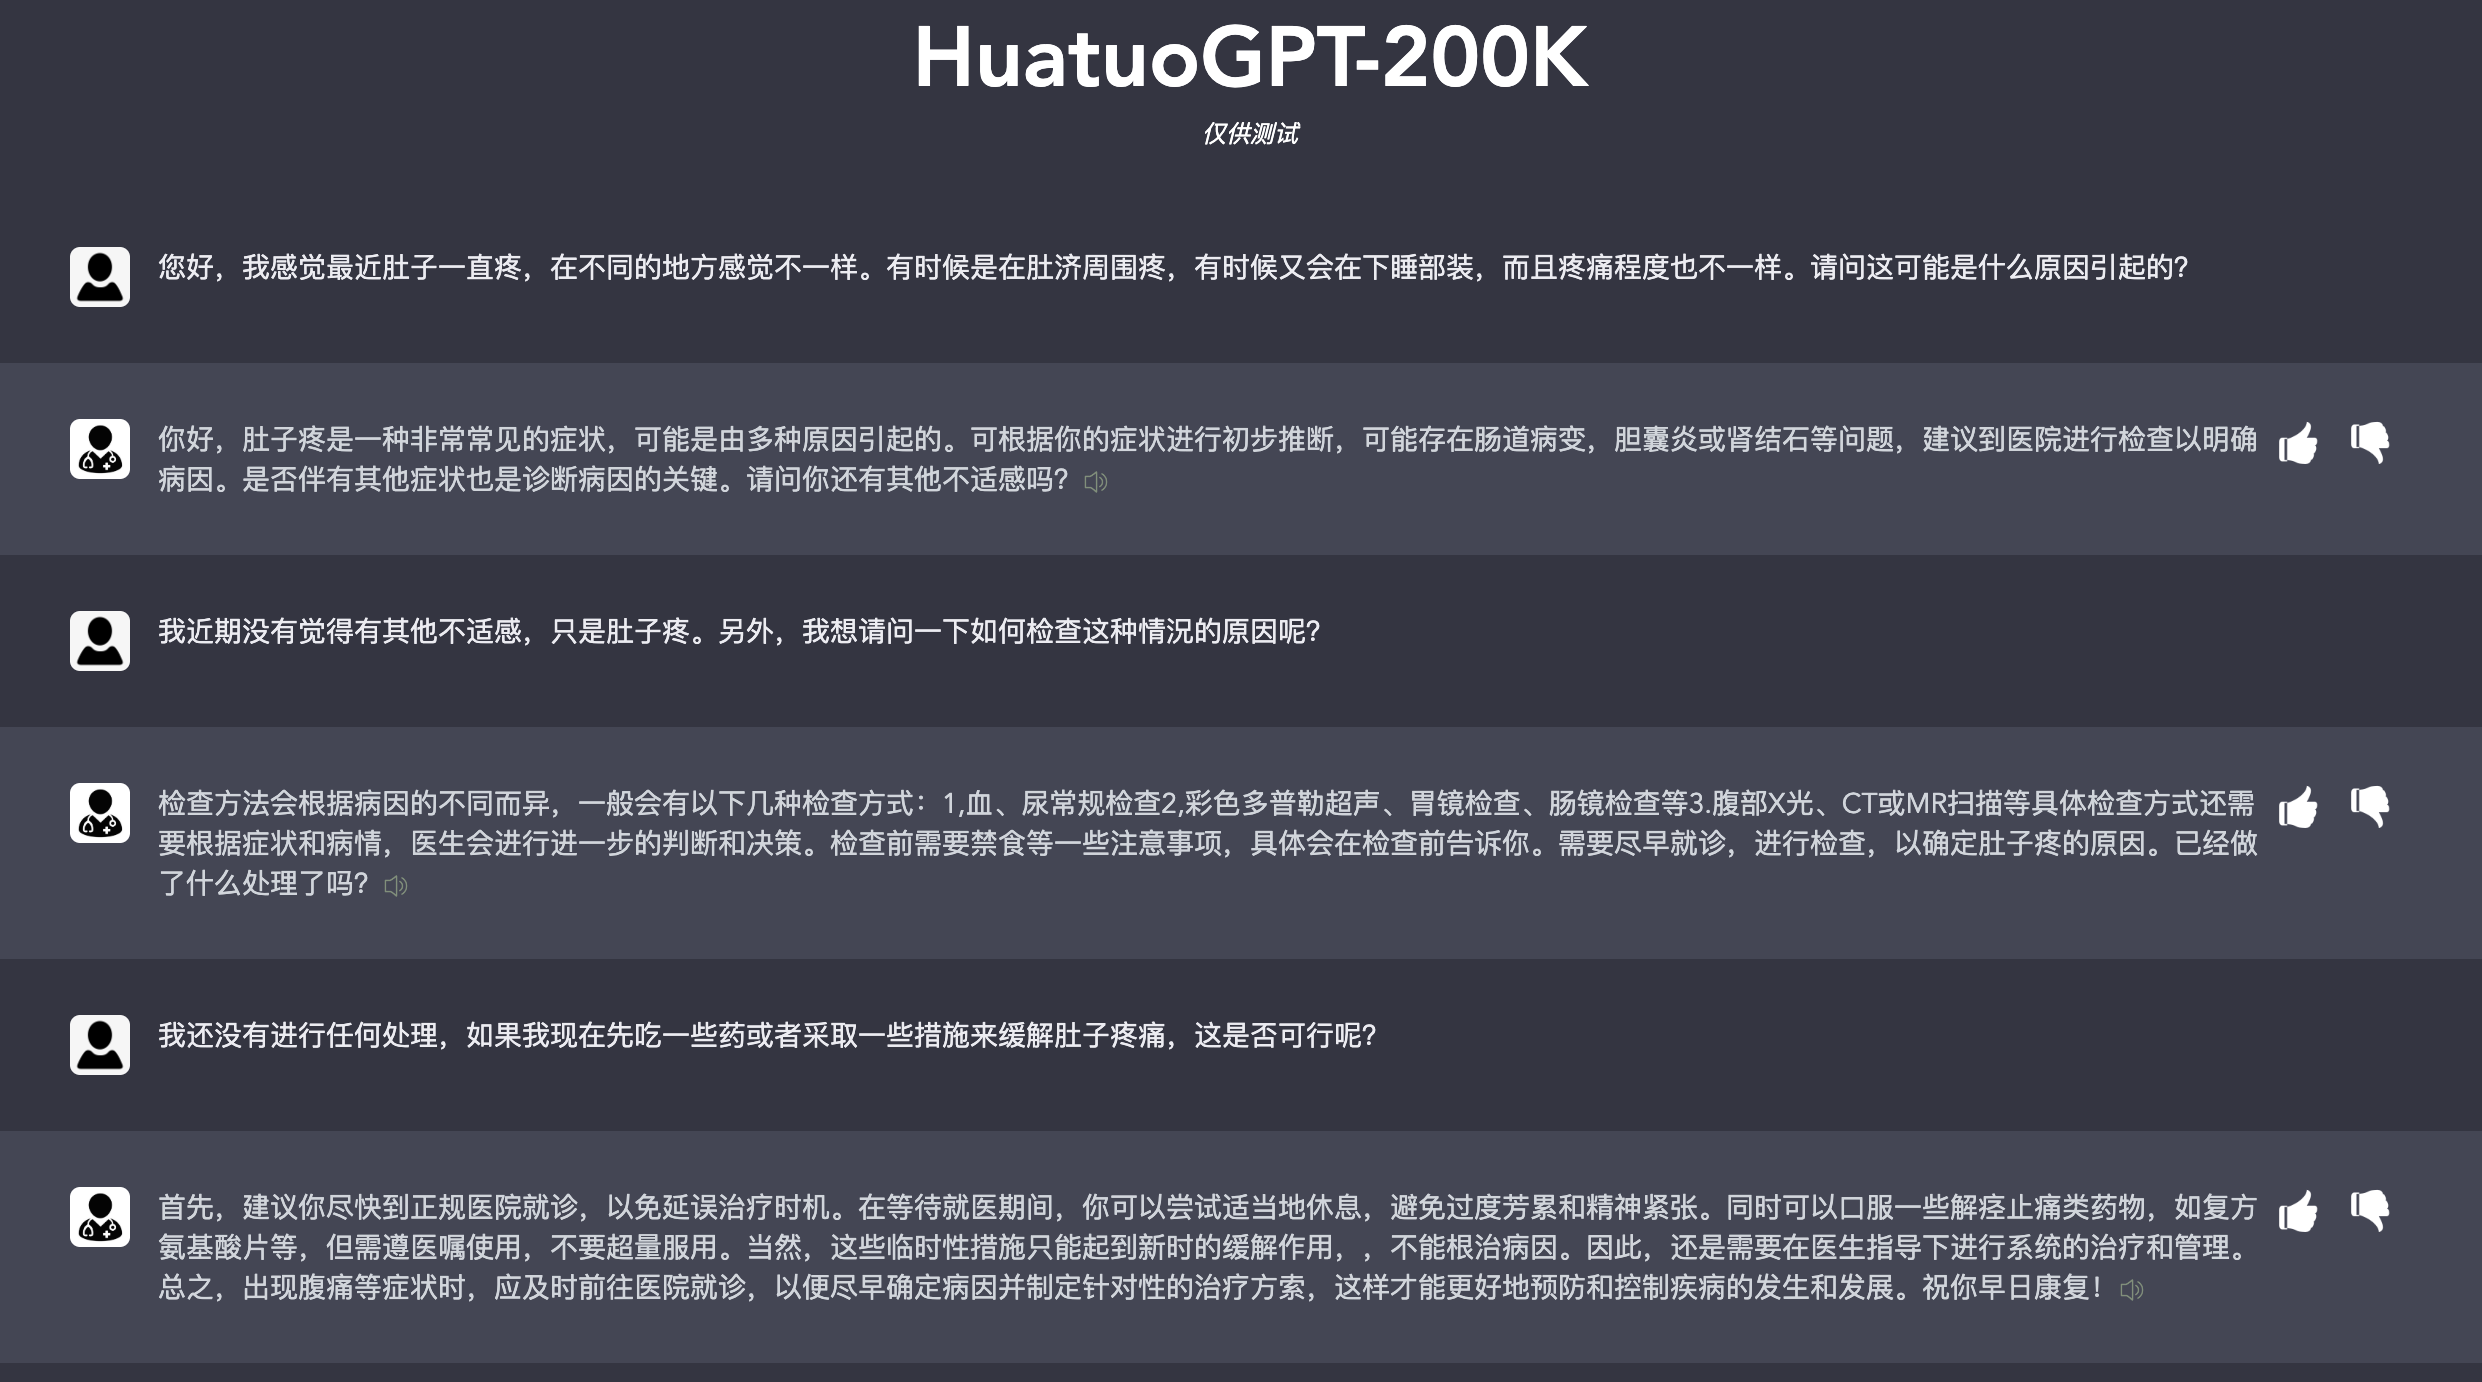 HuatuoGPT-200K
仅供测试
您好，我感觉最近肚子一直疼，在不同的地方感觉不一样。有时候是在肚济周围疼，有时候又会在下睡部装，而且疼痛程度也不一样。请问这可能是什么原因引起的？
你好，肚子疼是一种非常常见的症状，可能是由多种原因引起的。可根据你的症状进行初步推断，可能存在肠道病变，胆囊炎或肾结石等问题，建议到医院进行检查以明确
病因。是否伴有其他症状也是诊断病因的关键。请问你还有其他不适感吗？
我近期没有觉得有其他不适感，只是肚子疼。另外，我想请问一下如何检查这种情况的原因呢？
检查方法会根据病因的不同而异，一般会有以下几种检查方式：1,血、尿常规检查2,彩色多普勒超声、胃镜检查、肠镜检查等3.腹部X光、CT或MR扫描等具体检查方式还需
要根据症状和病情，医生会进行进一步的判断和决策。检查前需要禁食等一些注意事项，具体会在检查前告诉你。需要尽早就诊，进行检查，以确定肚子疼的原因。已经做
了什么处理了吗？
我还没有进行任何处理，如果我现在先吃一些药或者采取一些措施来缓解肚子疼痛，这是否可行呢？
首先，建议你尽快到正规医院就诊，以免延误治疗时机。在等待就医期间，你可以尝试适当地休息，避免过度芳累和精神紧张。同时可以口服一些解痉止痛类药物，如复方
氨基酸片等，但需遵医嘱使用，不要超量服用。当然，这些临时性措施只能起到新时的缓解作用，，不能根治病因。因此，还是需要在医生指导下进行系统的治疗和管理。
总之，出现腹痛等症状时，应及时前往医院就诊，以便尽早确定病因并制定针对性的治疗方索，这样才能更好地预防和控制疾病的发生和发展。祝你早日康复！